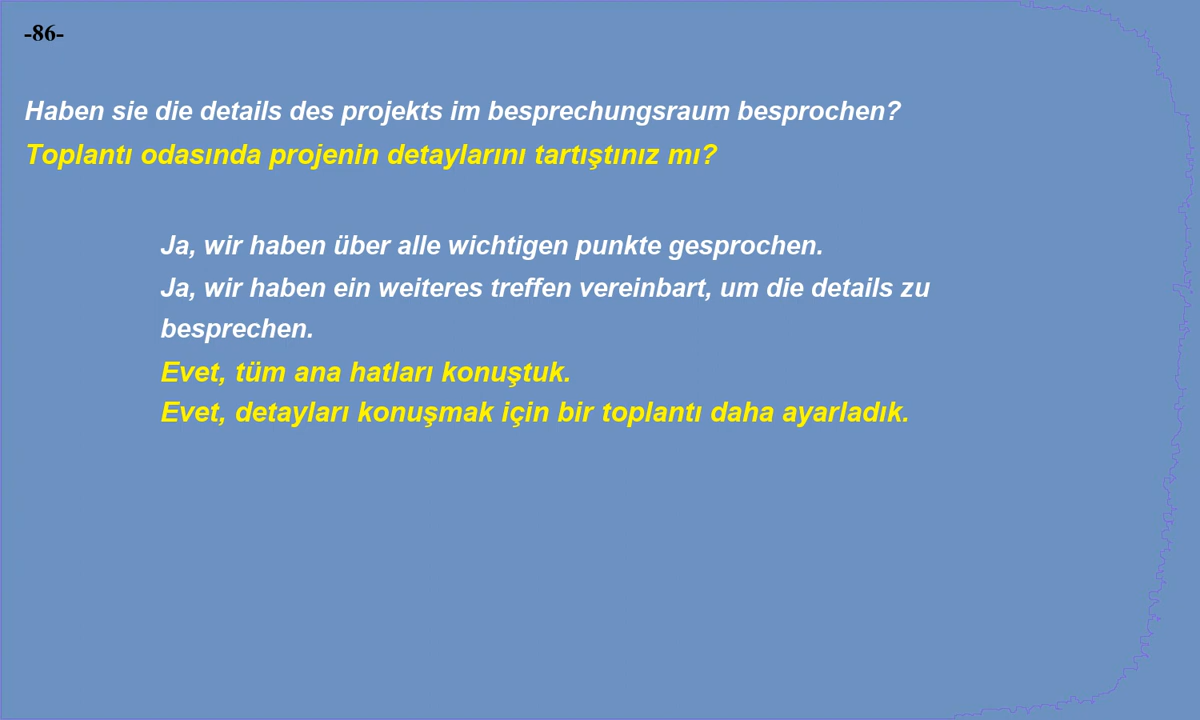 -86-
Haben sie die details des projekts im besprechungsraum besprochen?
Toplantı odasında projenin detaylarını tartıştınız mı?
Ja, wir haben über alle wichtigen punkte gesprochen.
Ja, wir haben ein weiteres treffen vereinbart, um die details zu
besprechen.
Evet, tüm ana hatları konuştuk.
Evet, detayları konuşmak için bir toplantı daha ayarladık.